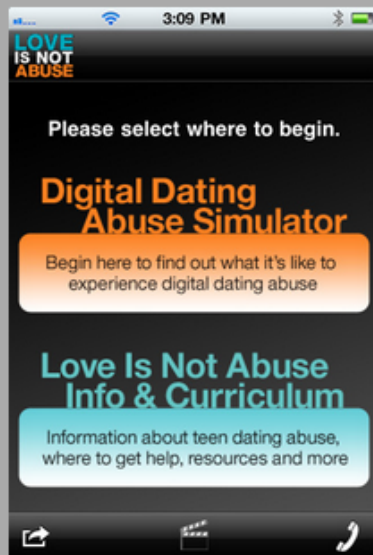 3:09 PM
LOVE
IS NOT
ABUSE
Please select where to begin.
Digital Dating
Abuse Simulator
Begin here to find out what it's like to
experience digital dating abuse
Love Is Not Abuse
Info & Curriculum
Information about teen dating abuse,
where to get help, resources and more